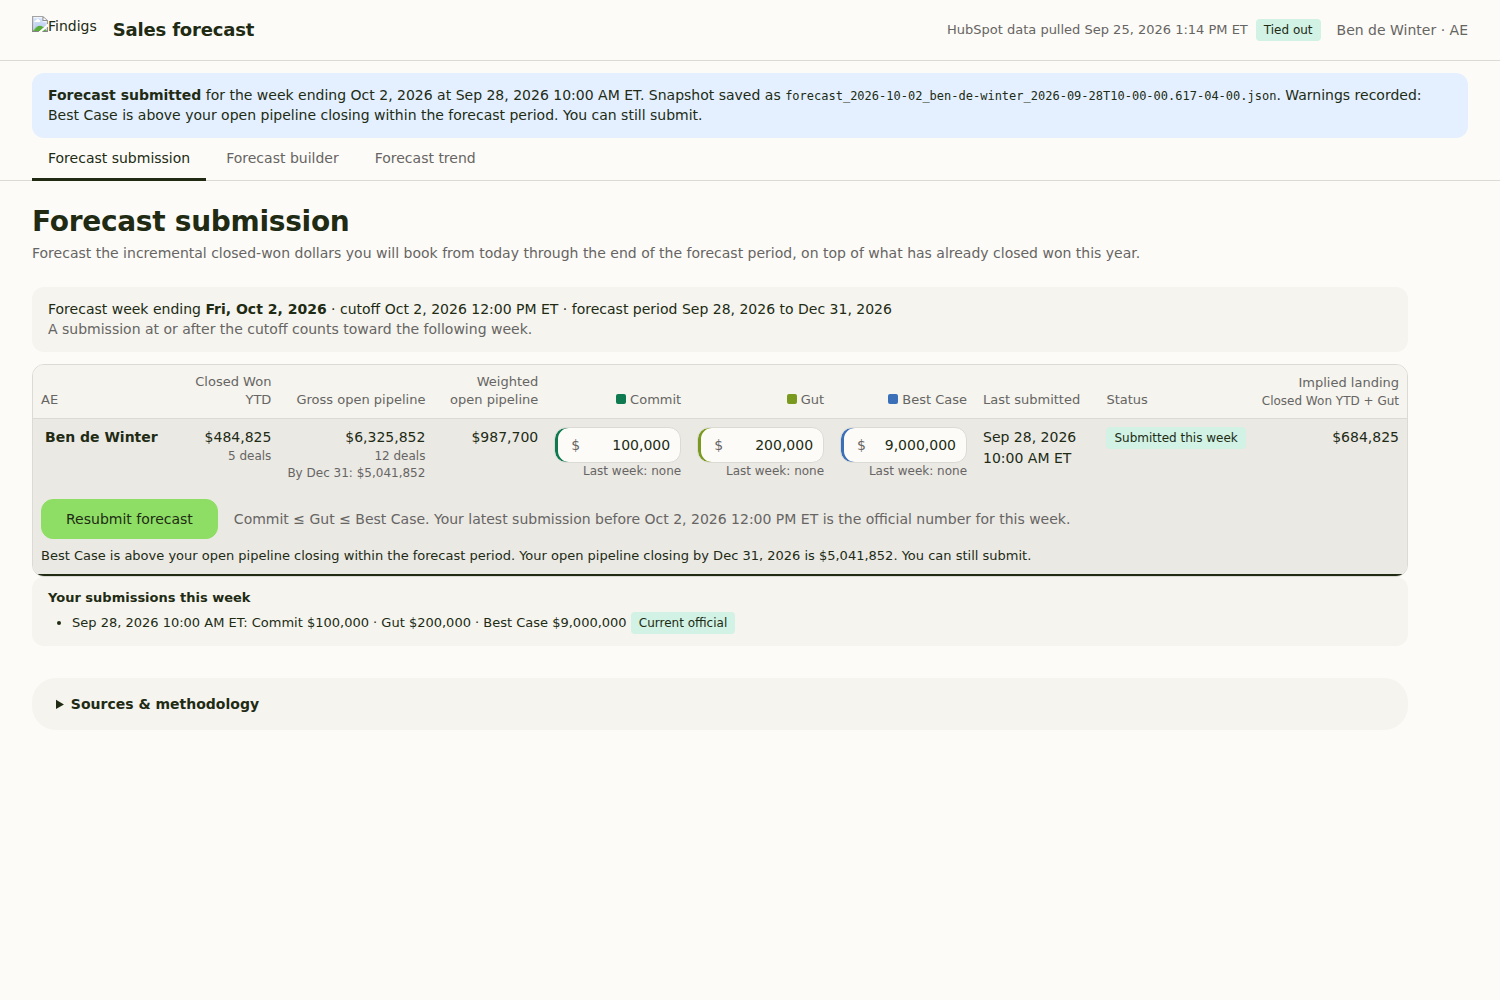 Findigs
Sales forecast
HubSpot data pulled Sep 25, 2026 1:14 PM ET
Tied out
Ben de Winter · AE
Forecast submitted for the week ending Oct 2, 2026 at Sep 28, 2026 10:00 AM ET. Snapshot saved as forecast_2026-10-02_ben-de-winter_2026-09-28T10-00-00.617-04-00.json. Warnings recorded:
Best Case is above your open pipeline closing within the forecast period. You can still submit.
Forecast submission
Forecast builder
Forecast trend
Forecast submission
Forecast the incremental closed-won dollars you will book from today through the end of the forecast period, on top of what has already closed won this year.
Forecast week ending Fri, Oct 2, 2026 · cutoff Oct 2, 2026 12:00 PM ET · forecast period Sep 28, 2026 to Dec 31, 2026
A submission at or after the cutoff counts toward the following week.
AE
Closed Won
YTD
Gross open pipeline
Weighted
open pipeline
Commit
Gut
Best Case
Last submitted
Status
Implied landing
Closed Won YTD + Gut
Ben de Winter
$484,825
5 deals
$6,325,852
12 deals
By Dec 31: $5,041,852
$987,700
$ 100,000
Last week: none
$ 200,000
Last week: none
$ 9,000,000
Last week: none
Sep 28, 2026
10:00 AM ET
Submitted this week
$684,825
Resubmit forecast
Commit ≤ Gut ≤ Best Case. Your latest submission before Oct 2, 2026 12:00 PM ET is the official number for this week.
Best Case is above your open pipeline closing within the forecast period. Your open pipeline closing by Dec 31, 2026 is $5,041,852. You can still submit.
Your submissions this week
• Sep 28, 2026 10:00 AM ET: Commit $100,000 · Gut $200,000 · Best Case $9,000,000 Current official
Sources & methodology